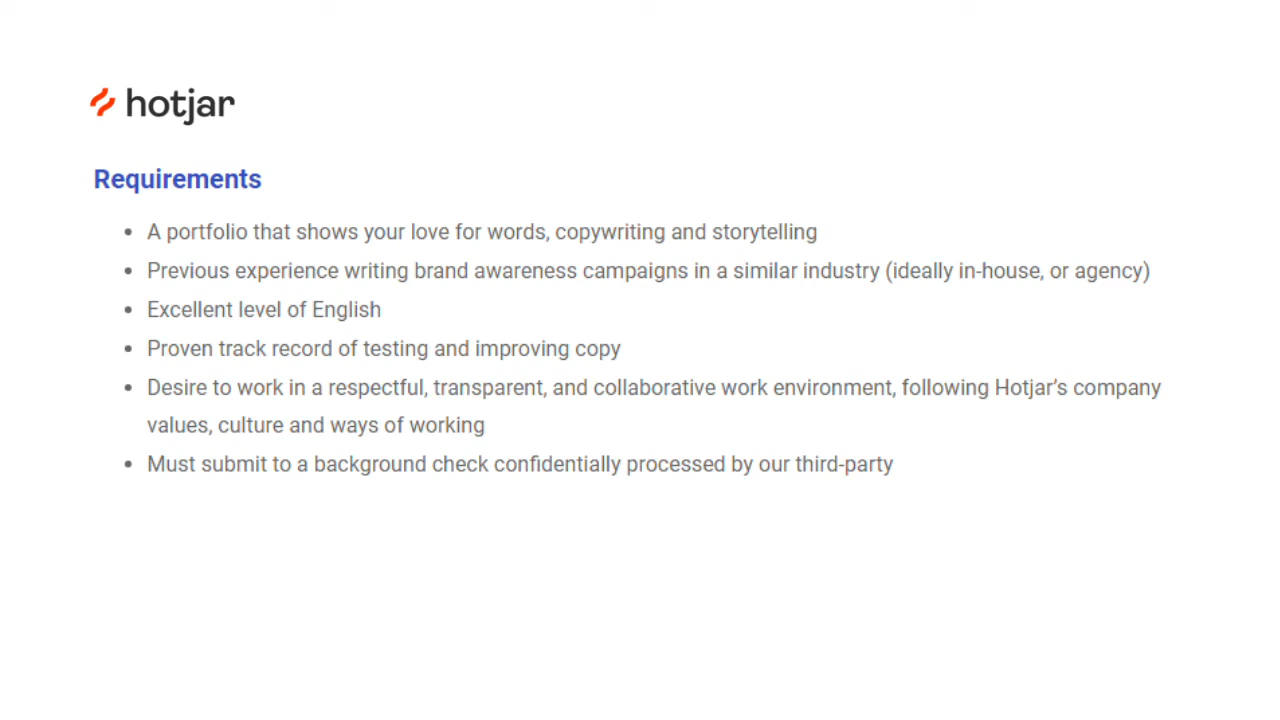 hotjar
Requirements
• A portfolio that shows your love for words, copywriting and storytelling
• Previous experience writing brand awareness campaigns in a similar industry (ideally in-house, or agency)
• Excellent level of English
• Proven track record of testing and improving copy
• Desire to work in a respectful, transparent, and collaborative work environment, following Hotjar's company
values, culture and ways of working
• Must submit to a background check confidentially processed by our third-party